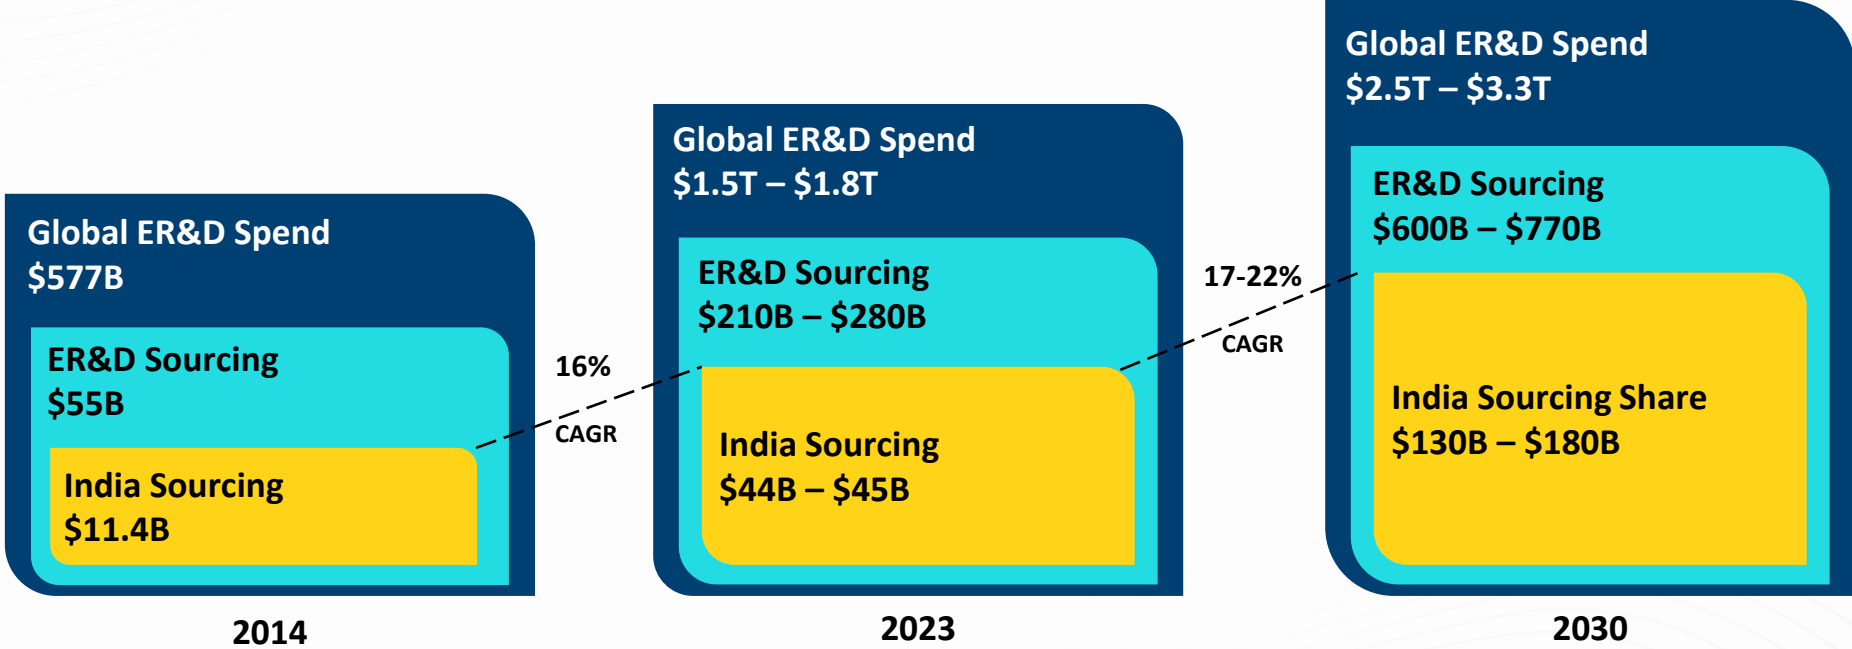 Global ER&D Spend
$577B
ER&D Sourcing
$55B
India Sourcing
$11.4B
2014
16%
CAGR
Global ER&D Spend
$1.5T – $1.8T
ER&D Sourcing
$210B – $280B
India Sourcing
$44B – $45B
2023
17-22%
CAGR
Global ER&D Spend
$2.5T – $3.3T
ER&D Sourcing
$600B – $770B
India Sourcing Share
$130B – $180B
2030